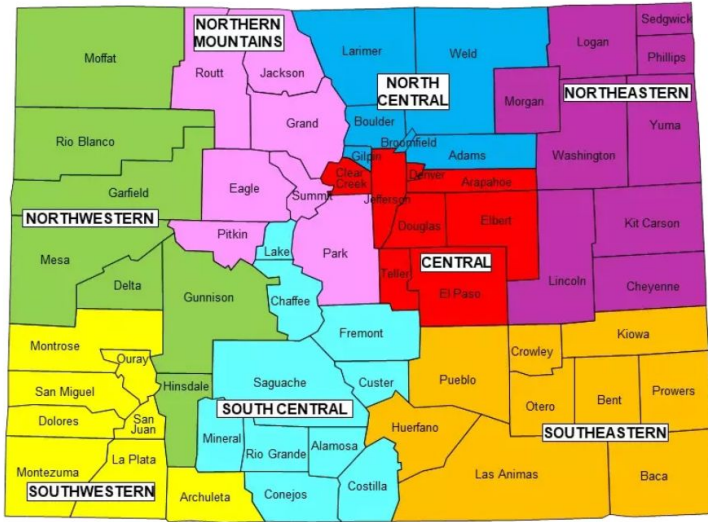 NORTHERN
MOUNTAINS
Moffat
Routt
Jackson
Larimer
Weld
Logan
Sedgwick
Phillips
NORTH
CENTRAL
NORTHEASTERN
Morgan
Yuma
Rio Blanco
Grand
Boulder
Broomfield
Gilpin
Adams
Washington
Garfield
Eagle
Summit
Clear
Creek
Jefferson
Denver
Arapahoe
NORTHWESTERN
Pitkin
Lake
Park
Douglas
Elbert
Kit Carson
Mesa
Delta
Gunnison
Chaffee
Teller
CENTRAL
El Paso
Lincoln
Cheyenne
Montrose
Ouray
Fremont
Crowley
Kiowa
San Miguel
Hinsdale
Saguache
Custer
Pueblo
Otero
Bent
Prowers
Dolores
San
Juan
SOUTH CENTRAL
Mineral
Rio Grande
Alamosa
Huerfano
SOUTHEASTERN
Montezuma
La Plata
Las Animas
Baca
SOUTHWESTERN
Archuleta
Conejos
Costilla